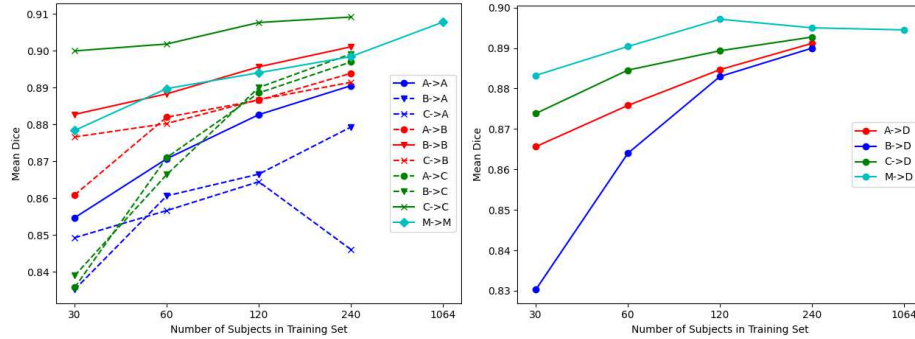 0.91
0.90
0.89
0.88
0.87
0.86
0.85
0.84
Mean Dice
30
60
120
240
1064
Number of Subjects in Training Set
A->A
B->A
C->A
A->B
B->B
C->B
A->C
B->C
C->C
M->M
0.90
0.89
0.88
0.87
0.86
0.85
0.84
0.83
Mean Dice
30
60
120
240
1064
Number of Subjects in Training Set
A->D
B->D
C->D
M->D